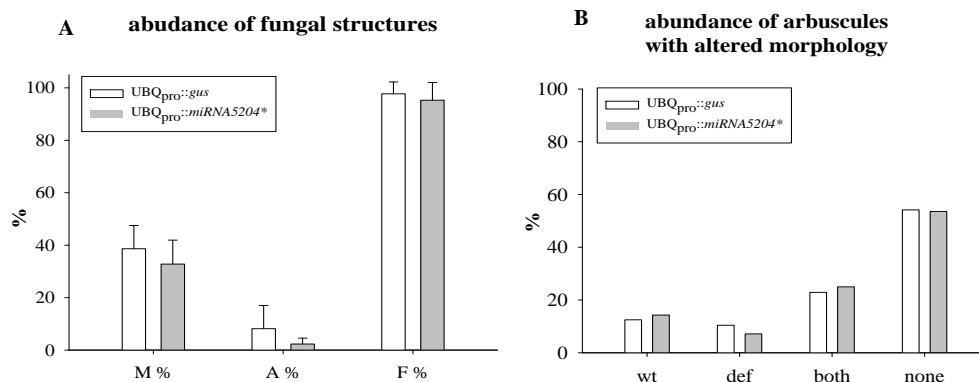 A
abudance of fungal structures
UBQpro::gus
UBQpro::miRNA5204*
100
80
60
40
20
0
%
M %
A %
F %
B
abundance of arbuscules
with altered morphology
UBQpro::gus
UBQpro::miRNA5204*
100
80
60
40
20
0
%
wt
def
both
none